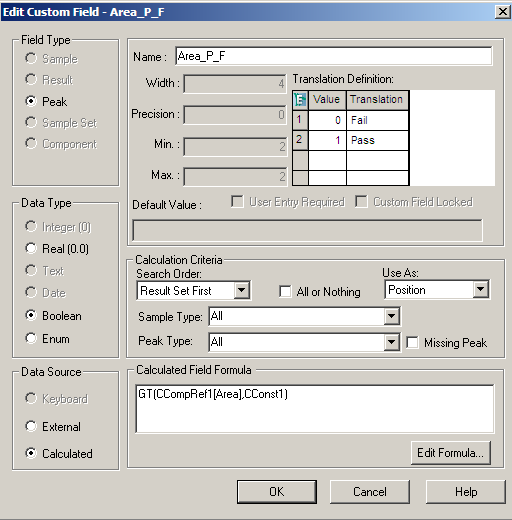 Edit Custom Field - Area_P_F
Field Type
Sample
Result
Peak
Sample Set
Component
Name : Area_P_F
Width : 4
Precision : 0
Min. : 2
Max. : 2
Translation Definition:
Value Translation
1 0 Fail
2 1 Pass
Default Value : User Entry Required Custom Field Locked
Data Type
Integer (0)
Real (0.0)
Text
Date
Boolean
Enum
Calculation Criteria
Search Order: Use As:
Result Set First All or Nothing Position
Sample Type: All
Peak Type: All Missing Peak
Data Source
Keyboard
External
Calculated
Calculated Field Formula
GT(CCompRef1[Area],CConst1)
Edit Formula...
OK Cancel Help